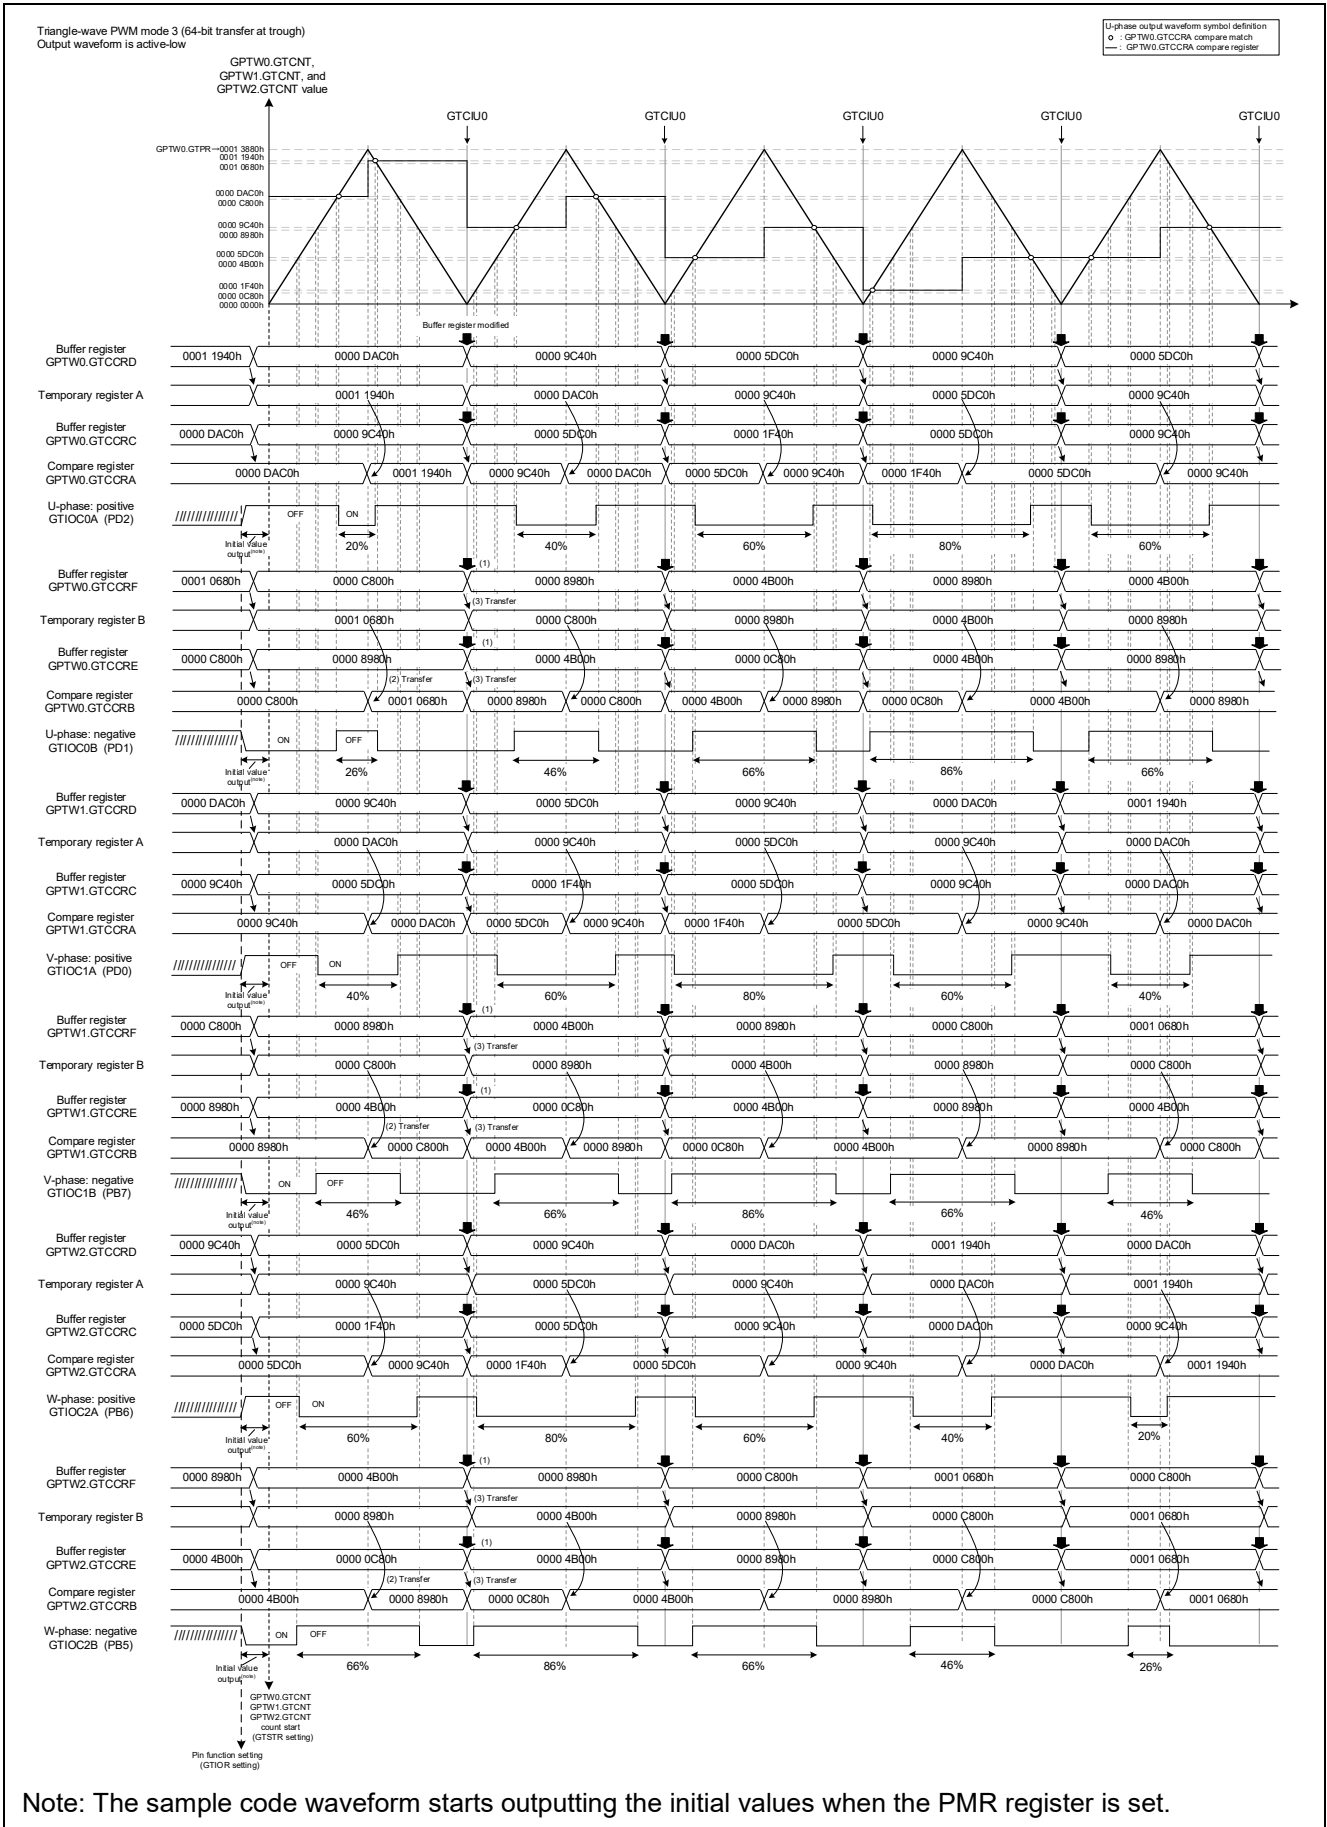 Triangle-wave PWM mode 3 (64-bit transfer at trough)
Output waveform is active-low
U-phase output waveform symbol definition
o : GPTW0.GTCCRA compare match
— : GPTW0.GTCCRA compare register
GPTW0.GTCNT,
GPTW1.GTCNT, and
GPTW2.GTCNT value
GTCIU0 GTCIU0 GTCIU0 GTCIU0 GTCIU0
GPTW0.GTPR→0001 3880h
0001 1940h
0001 0680h
0000 DAC0h
0000 C800h
0000 9C40h
0000 8980h
0000 5DC0h
0000 4B00h
0000 1F40h
0000 0C80h
0000 0000h
Buffer register modified
Buffer register
GPTW0.GTCCRD
0001 1940h 0000 DAC0h 0000 9C40h 0000 5DC0h 0000 9C40h 0000 5DC0h
Temporary register A
0001 1940h 0000 DAC0h 0000 9C40h 0000 5DC0h 0000 9C40h
Buffer register
GPTW0.GTCCRC
0000 DAC0h 0000 9C40h 0000 5DC0h 0000 1F40h 0000 5DC0h 0000 9C40h
Compare register
GPTW0.GTCCRA
0000 DAC0h 0001 1940h 0000 9C40h 0000 DAC0h 0000 5DC0h 0000 9C40h 0000 1F40h 0000 5DC0h 0000 9C40h
U-phase: positive
GTIOC0A (PD2)
OFF ON
Initial value
output(note)
20% 40% 60% 80% 60%
Buffer register
GPTW0.GTCCRF
0001 0680h 0000 C800h (1) 0000 8980h 0000 4B00h 0000 8980h 0000 4B00h
(3) Transfer
Temporary register B
0001 0680h 0000 C800h 0000 8980h 0000 4B00h 0000 8980h
Buffer register
GPTW0.GTCCRE
0000 C800h 0000 8980h (1) 0000 4B00h 0000 0C80h 0000 4B00h 0000 8980h
(2) Transfer (3) Transfer
Compare register
GPTW0.GTCCRB
0000 C800h 0001 0680h 0000 8980h 0000 C800h 0000 4B00h 0000 8980h 0000 0C80h 0000 4B00h 0000 8980h
U-phase: negative
GTIOC0B (PD1)
ON OFF
Initial value
output(note)
26% 46% 66% 86% 66%
Buffer register
GPTW1.GTCCRD
0000 DAC0h 0000 9C40h 0000 5DC0h 0000 9C40h 0000 DAC0h 0001 1940h
Temporary register A
0000 DAC0h 0000 9C40h 0000 5DC0h 0000 9C40h 0000 DAC0h
Buffer register
GPTW1.GTCCRC
0000 9C40h 0000 5DC0h 0000 1F40h 0000 5DC0h 0000 9C40h 0000 DAC0h
Compare register
GPTW1.GTCCRA
0000 9C40h 0000 DAC0h 0000 5DC0h 0000 9C40h 0000 1F40h 0000 5DC0h 0000 9C40h 0000 DAC0h
V-phase: positive
GTIOC1A (PD0)
OFF ON
Initial value
output(note)
40% 60% 80% 60% 40%
Buffer register
GPTW1.GTCCRF
0000 C800h 0000 8980h (1) 0000 4B00h 0000 8980h 0000 C800h 0001 0680h
(3) Transfer
Temporary register B
0000 C800h 0000 8980h 0000 4B00h 0000 8980h 0000 C800h
Buffer register
GPTW1.GTCCRE
0000 8980h 0000 4B00h (1) 0000 0C80h 0000 4B00h 0000 8980h 0000 4B00h
(2) Transfer (3) Transfer
Compare register
GPTW1.GTCCRB
0000 8980h 0000 C800h 0000 4B00h 0000 8980h 0000 0C80h 0000 4B00h 0000 8980h 0000 C800h
V-phase: negative
GTIOC1B (PB7)
ON OFF
Initial value
output(note)
46% 66% 86% 66% 46%
Buffer register
GPTW2.GTCCRD
0000 9C40h 0000 5DC0h 0000 9C40h 0000 DAC0h 0001 1940h 0000 DAC0h
Temporary register A
0000 9C40h 0000 5DC0h 0000 9C40h 0000 DAC0h 0001 1940h
Buffer register
GPTW2.GTCCRC
0000 5DC0h 0000 1F40h 0000 5DC0h 0000 9C40h 0000 DAC0h 0000 9C40h
Compare register
GPTW2.GTCCRA
0000 5DC0h 0000 9C40h 0000 1F40h 0000 5DC0h 0000 9C40h 0000 DAC0h 0001 1940h
W-phase: positive
GTIOC2A (PB6)
OFF ON
Initial value
output(note)
60% 80% 60% 40% 20%
Buffer register
GPTW2.GTCCRF
0000 8980h 0000 4B00h (1) 0000 8980h 0000 C800h 0001 0680h 0000 C800h
(3) Transfer
Temporary register B
0000 8980h 0000 4B00h 0000 8980h 0000 C800h 0001 0680h
Buffer register
GPTW2.GTCCRE
0000 4B00h 0000 0C80h (1) 0000 4B00h 0000 8980h 0000 C800h 0001 0680h
(2) Transfer (3) Transfer
Compare register
GPTW2.GTCCRB
0000 4B00h 0000 8980h 0000 0C80h 0000 4B00h 0000 8980h 0000 C800h 0001 0680h
W-phase: negative
GTIOC2B (PB5)
ON OFF
Initial value
output(note)
66% 86% 66% 46% 26%
GPTW0.GTCNT
GPTW1.GTCNT
GPTW2.GTCNT
count start
(GTSTR setting)
Pin function setting
(GTIOR setting)
Note: The sample code waveform starts outputting the initial values when the PMR register is set.